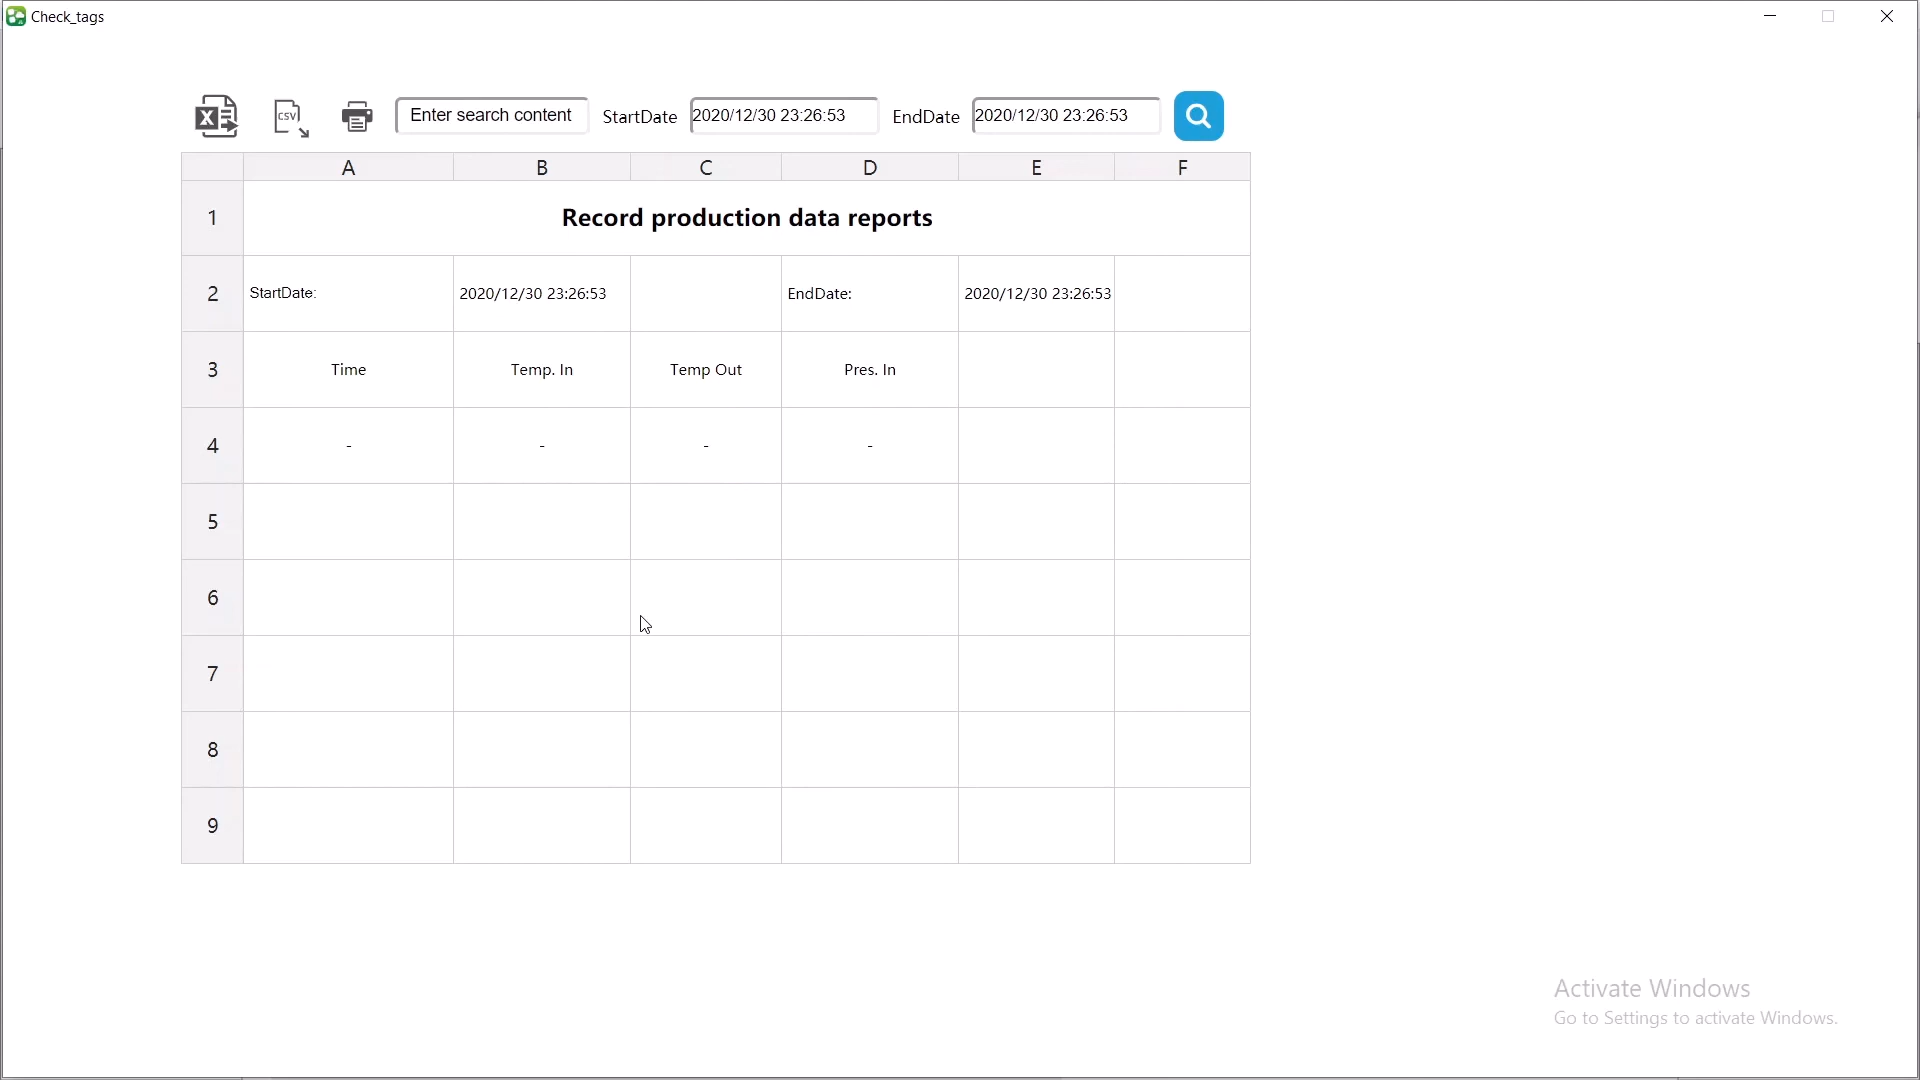 Check_tags
X CSV Enter search content StartDate 2020/12/30 23:26:53 EndDate 2020/12/30 23:26:53
A B C D E F
1 Record production data reports
2 StartDate: 2020/12/30 23:26:53 EndDate: 2020/12/30 23:26:53
3 Time Temp. In Temp Out Pres. In
4 - - - -
5
6
7
8
9
Activate Windows
Go to Settings to activate Windows.